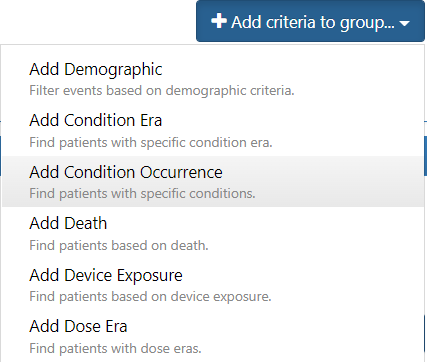 + Add criteria to group...
Add Demographic
Filter events based on demographic criteria.
Add Condition Era
Find patients with specific condition era.
Add Condition Occurrence
Find patients with specific conditions.
Add Death
Find patients based on death.
Add Device Exposure
Find patients based on device exposure.
Add Dose Era
Find patients with dose eras.